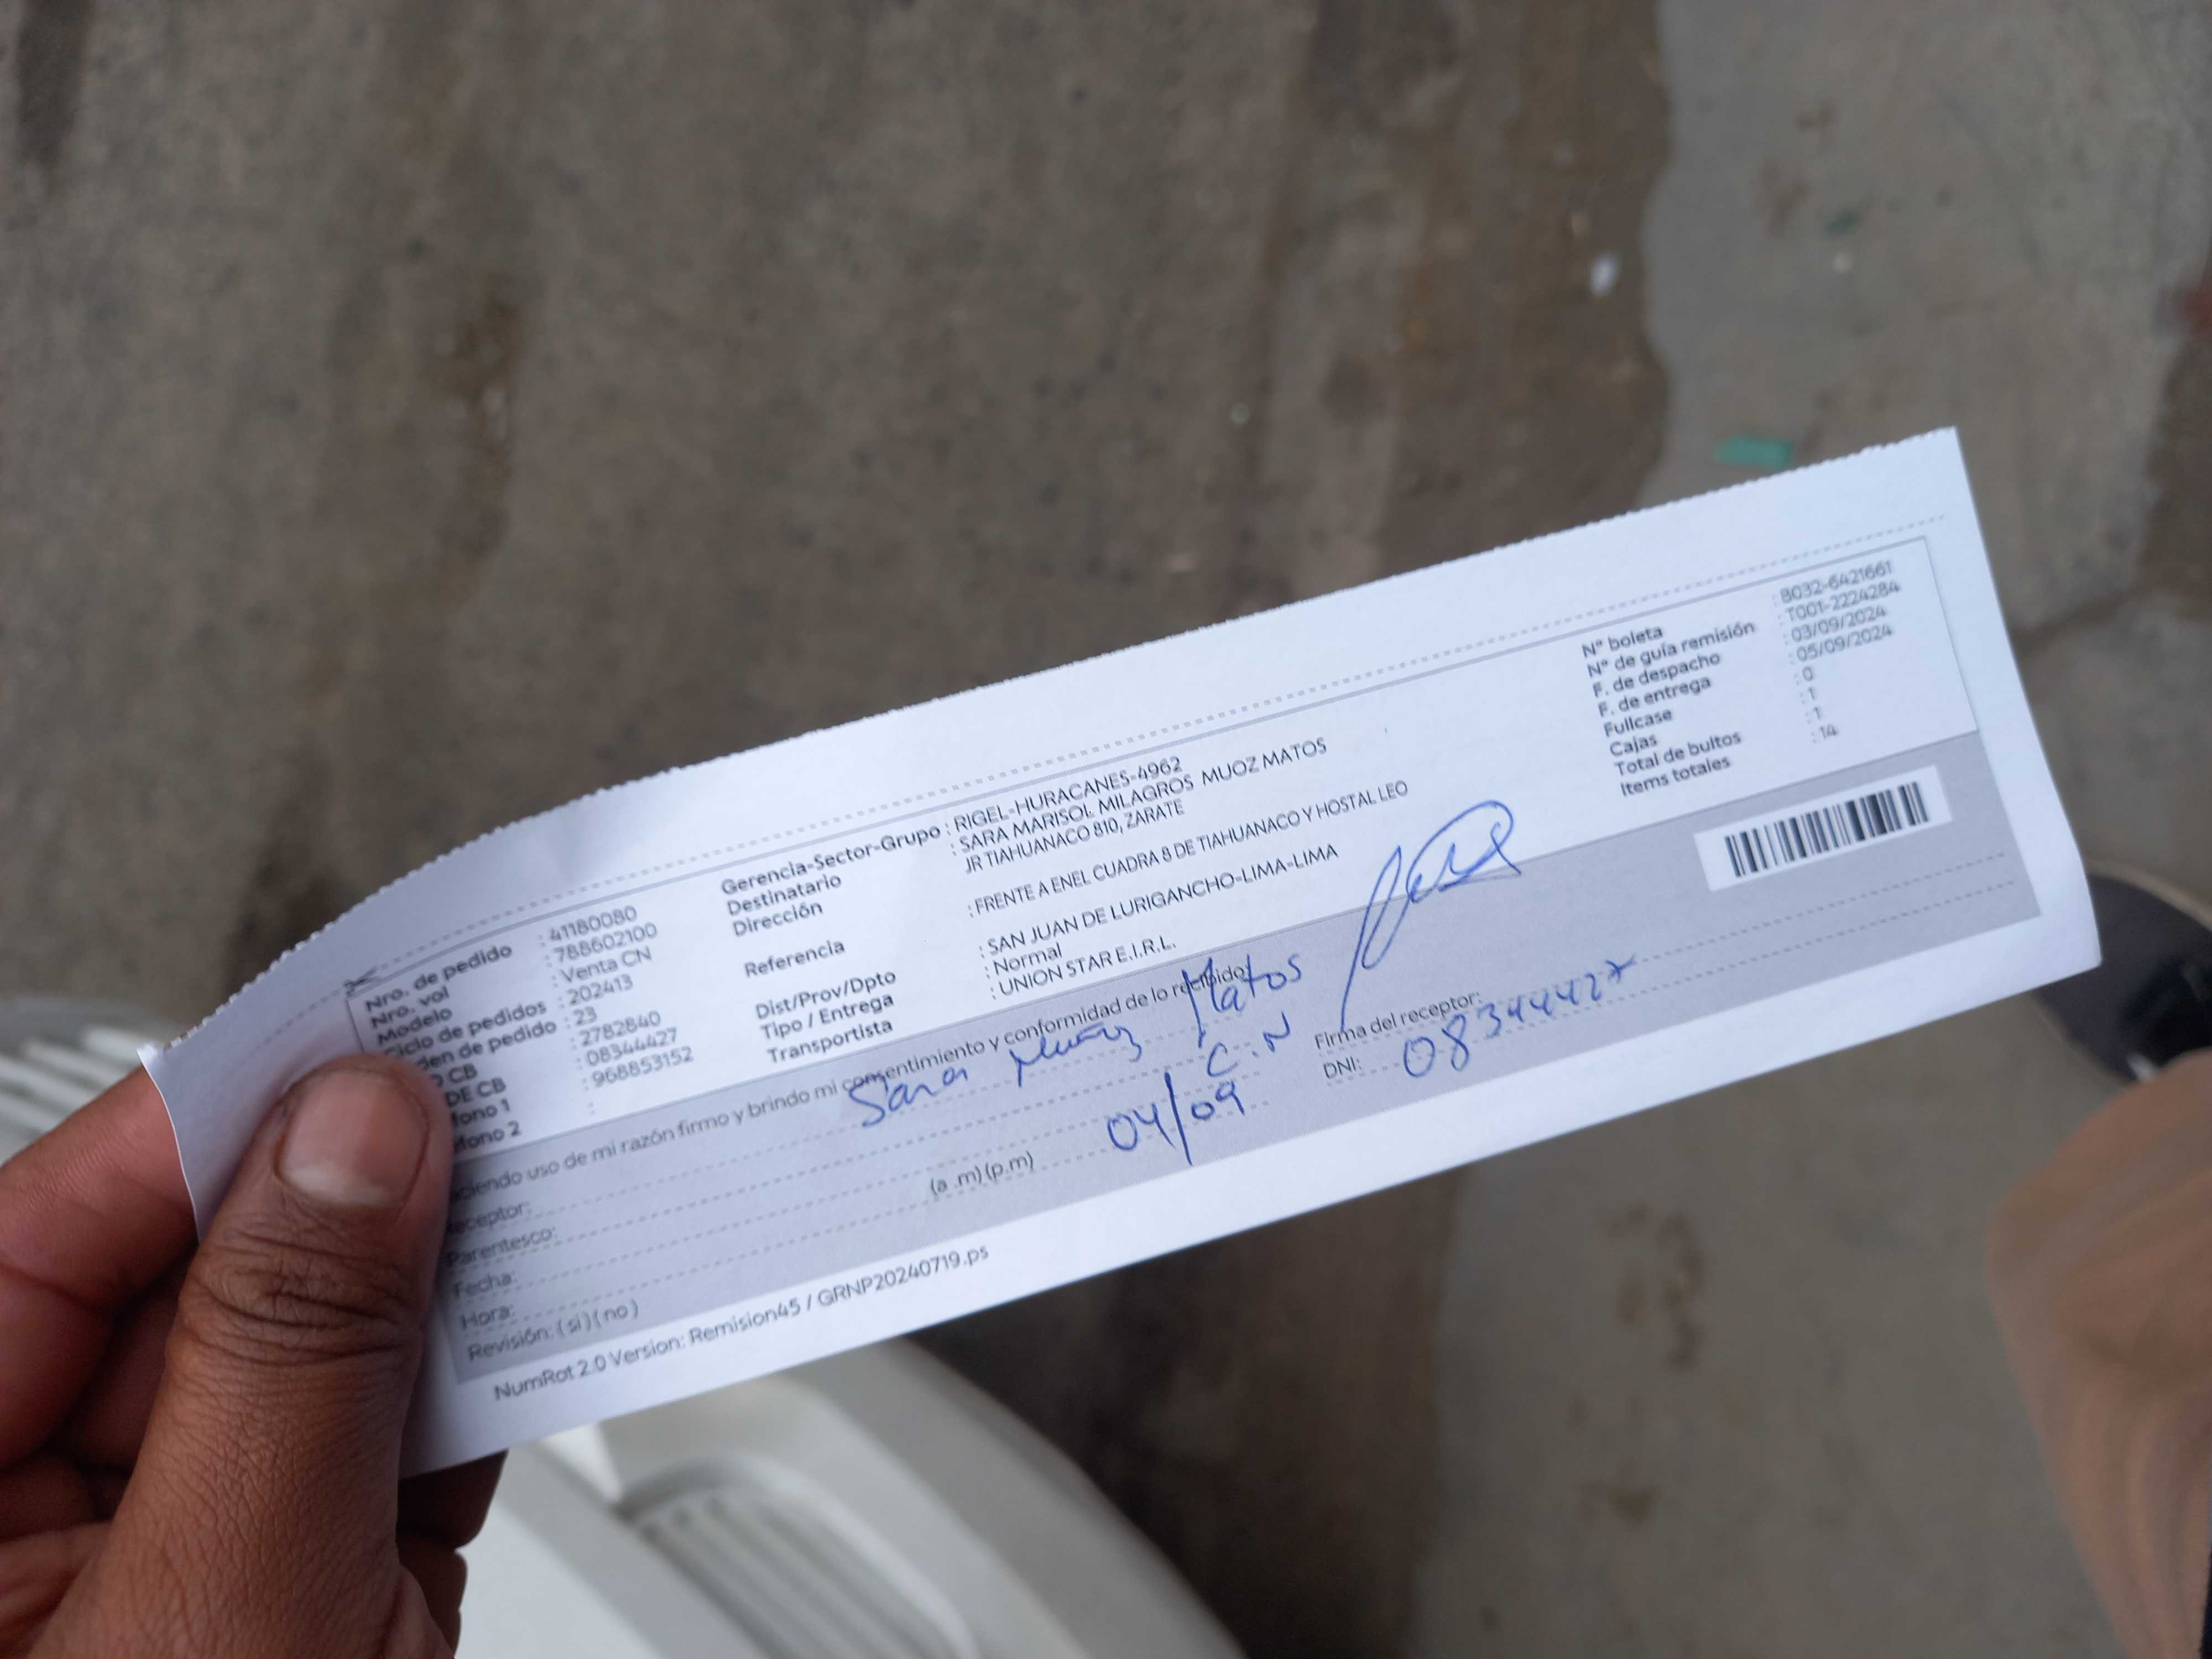 Nro. de pedido : 41180080
Nro. vol : 788602100
Modelo : Venta CN
Ciclo de pedidos : 202413
den de pedido : 23
CB : 2782840
DE CB : 08344427
fono 1 : 968853152
fono 2 :
Gerencia-Sector-Grupo : RIGEL-HURACANES-4962
Destinatario : SARA MARISOL MILAGROS MUOZ MATOS
Dirección JR TIAHUANACO 810, ZARATE
Referencia : FRENTE A ENEL CUADRA 8 DE TIAHUANACO Y HOSTAL LEO
Dist/Prov/Dpto : SAN JUAN DE LURIGANCHO-LIMA-LIMA
Tipo / Entrega : Normal
Transportista : UNION STAR E.I.R.L.
N° boleta : B032-6421661
N° de guía remisión : T001-2224284
F. de despacho : 03/09/2024
F. de entrega : 05/09/2024
Fullcase : 0
Cajas : 1
Total de bultos : 1
Items totales : 14
ciendo uso de mi razón firmo y brindo mi consentimiento y conformidad de lo recibido:
eceptor: Sara Muñoz Matos
Parentesco: C.N
Fecha: 04/09
Hora: (a .m) (p.m)
Revisión: ( si ) ( no )
Firma del receptor:
DNI: 08344427
NumRot 2.0 Version: Remision45 / GRNP20240719.ps